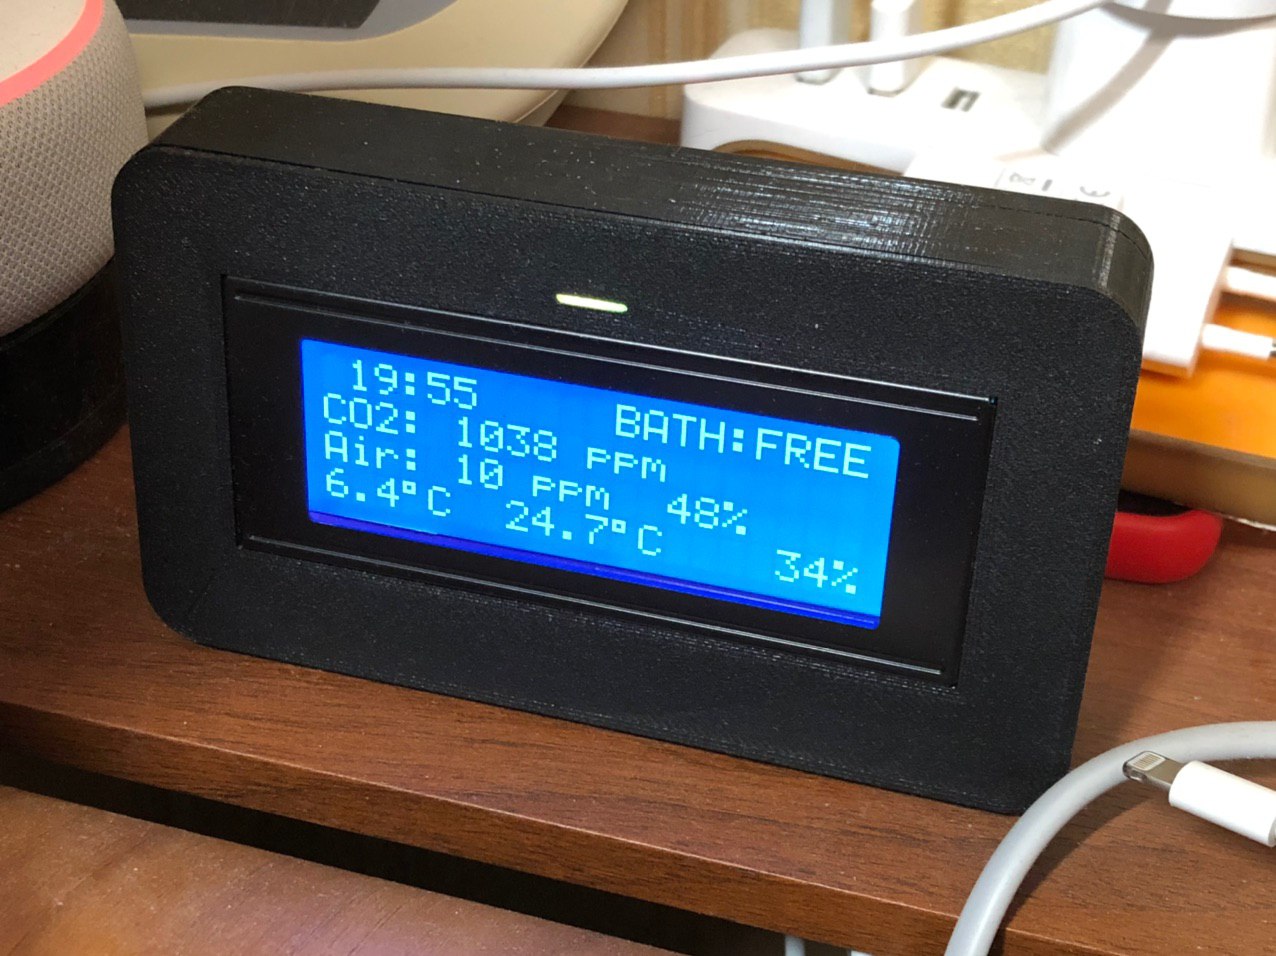 19:55 BATH:FREE
CO2: 1038 ppm
Air: 10 ppm 48%
6.4°C 24.7°C 34%